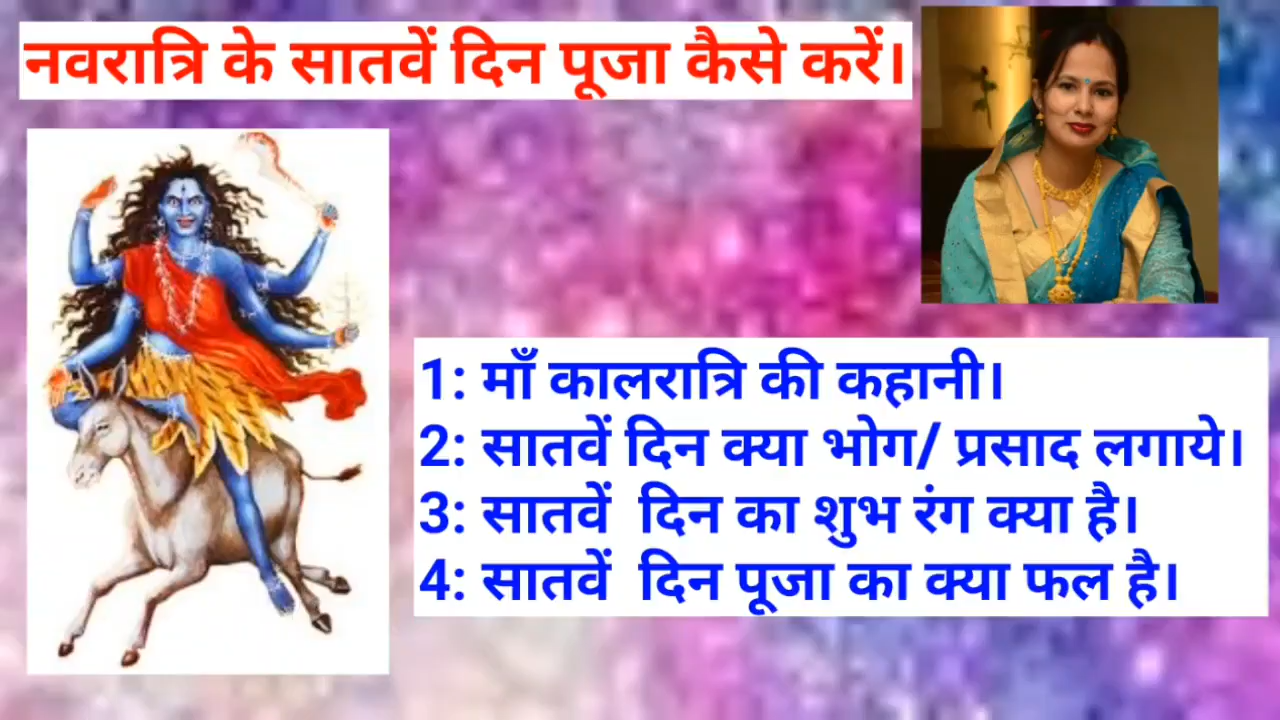 नवरात्रि के सातवें दिन पूजा कैसे करें।
1: माँ कालरात्रि की कहानी।
2: सातवें दिन क्या भोग/ प्रसाद लगाये।
3: सातवें  दिन का शुभ रंग क्या है।
4: सातवें  दिन पूजा का क्या फल है।